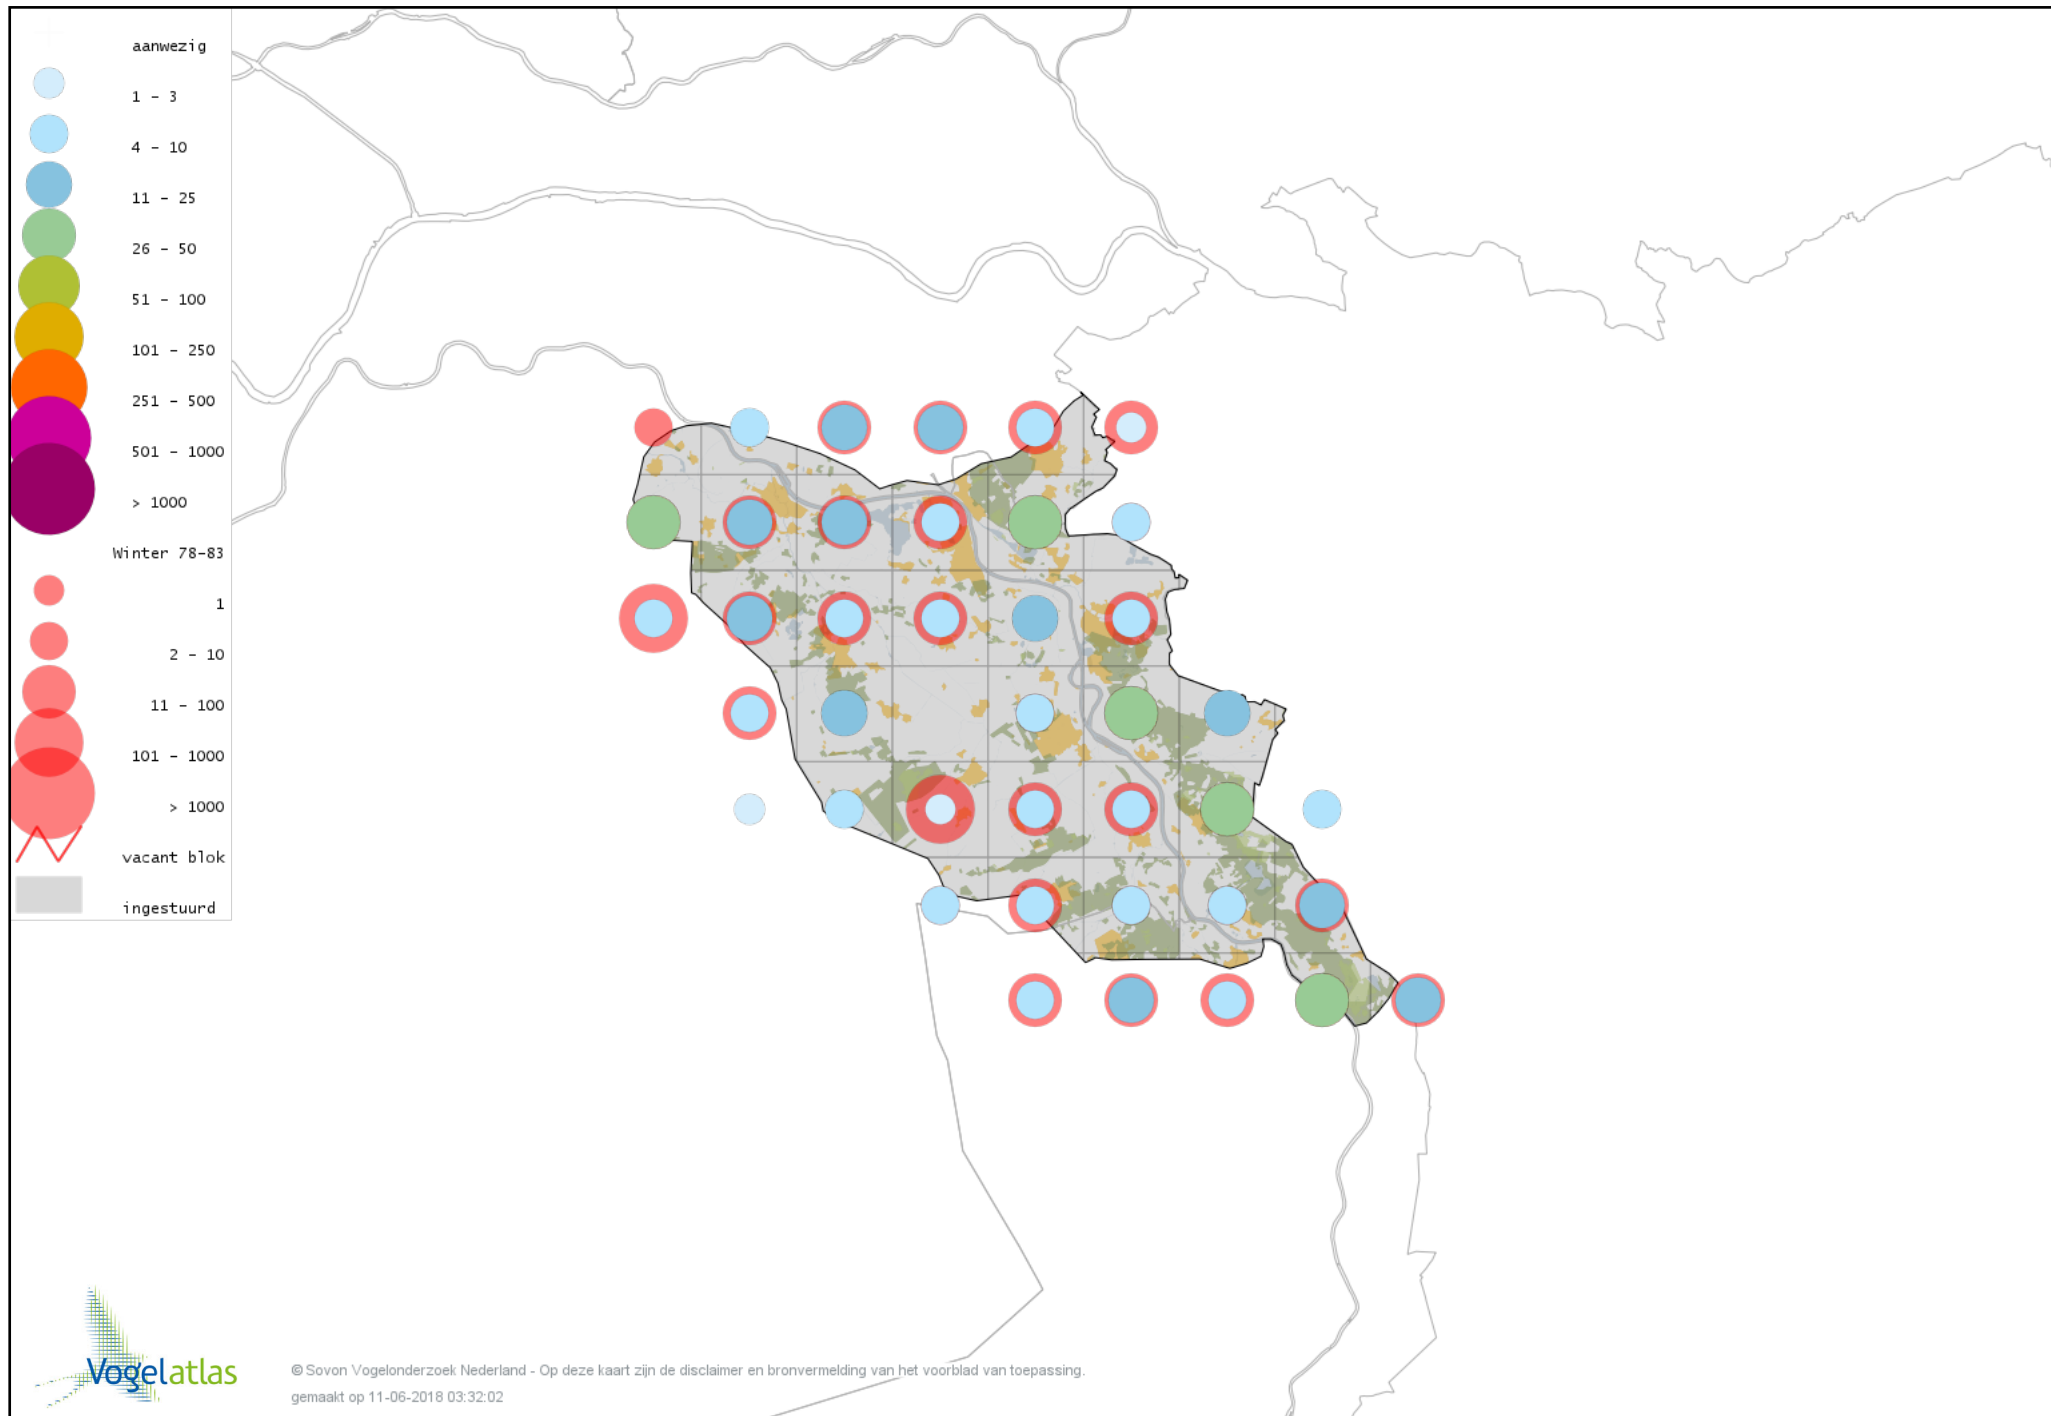 aanwezig
1 - 3
4 - 10
11 - 25
26 - 50
51 - 100
101 - 250
251 - 500
501 - 1000
> 1000
Winter 78-83
1
2 - 10
11 - 100
101 - 1000
> 1000
vacant blok
ingestuurd
Vogelatlas
© Sovon Vogelonderzoek Nederland - Op deze kaart zijn de disclaimer en bronvermelding van het voorblad van toepassing.
gemaakt op 11-06-2018 03:32:02